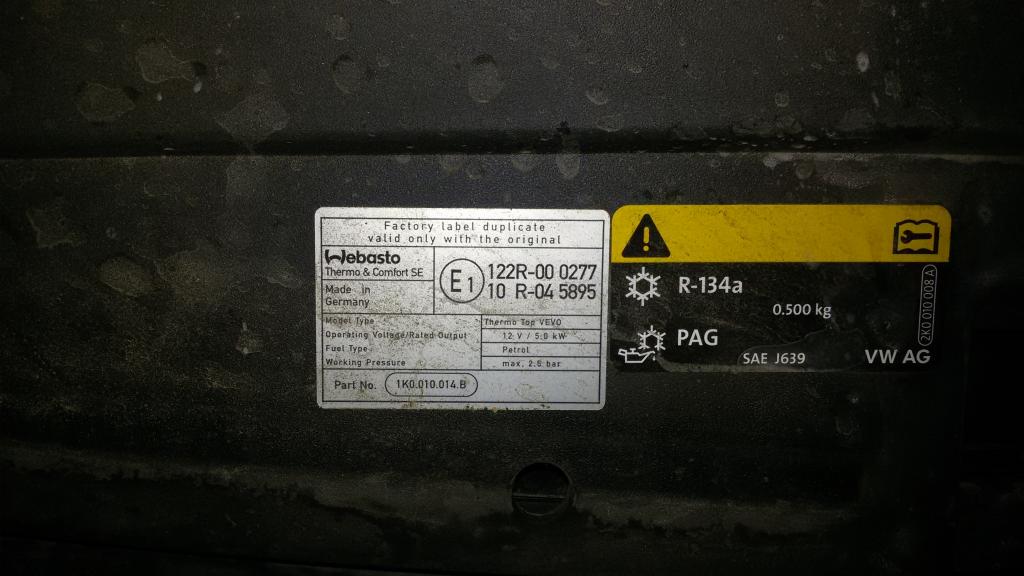 Factory label duplicate
valid only with the original
Webasto
Thermo & Comfort SE
Made in
Germany
E1
122R-00 0277
10 R-04 5895
Model Type
Thermo Top VEVO
Operating Voltage/Rated Output
12 V / 5.0 kW
Fuel Type
Petrol
Working Pressure
max. 2.5 bar
Part No.
1K0.010.014.B
R-134a
0.500 kg
PAG
SAE J639
VW AG
2K0 010 008 A